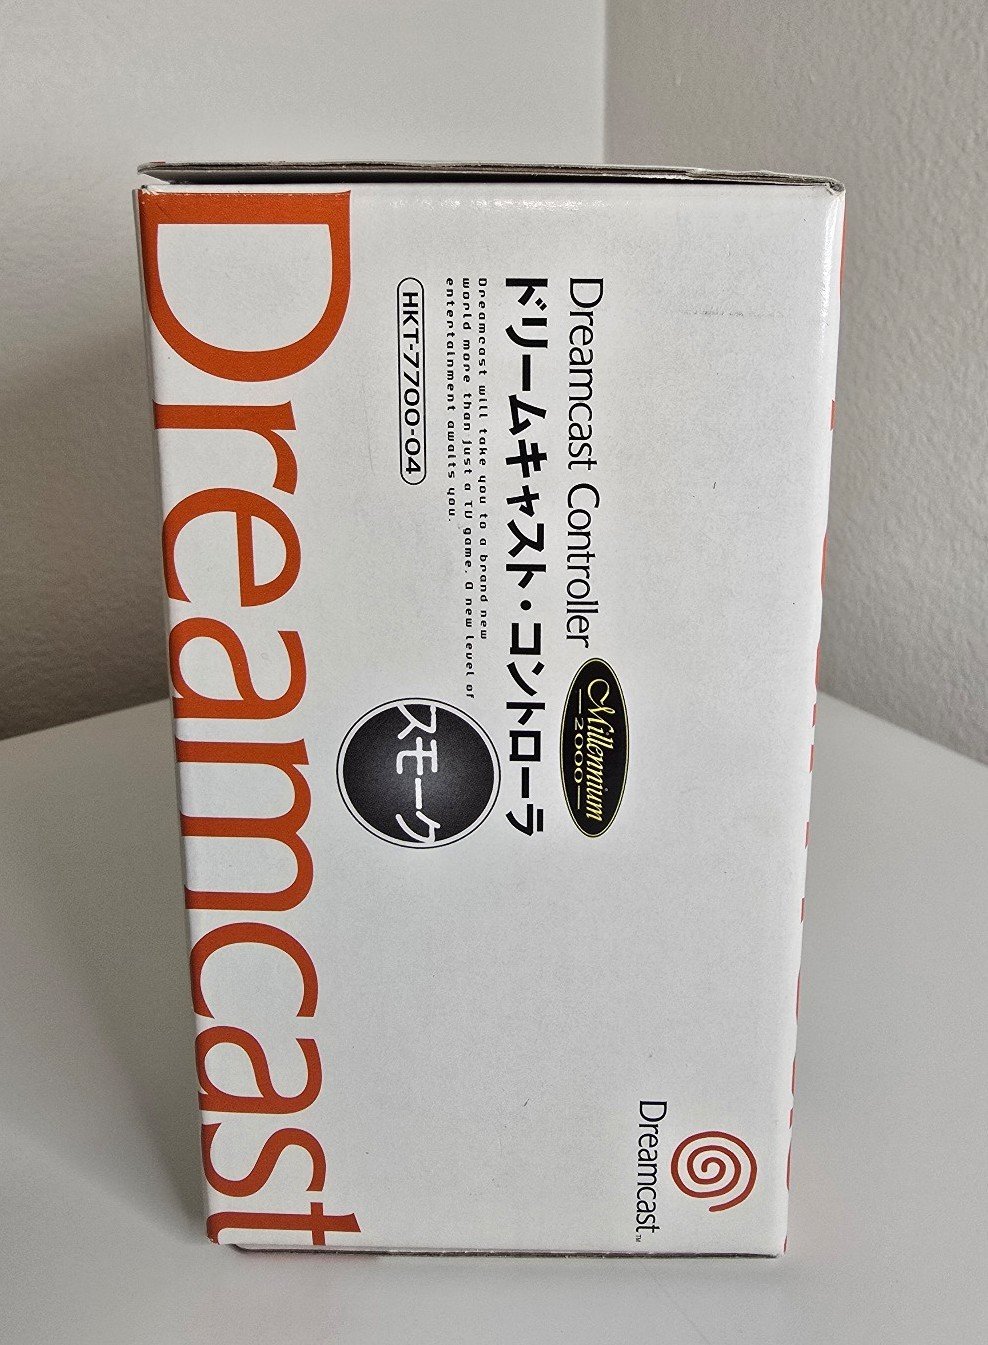 Dreamcast Controller
Millennium
2000
ドリームキャスト・コントローラ
Dreamcast will take you to a brand new
world more than just a TV game. A new level of
entertainment awaits you.
スモーク
HKT-7700-04
Dreamcast
Dreamcast™